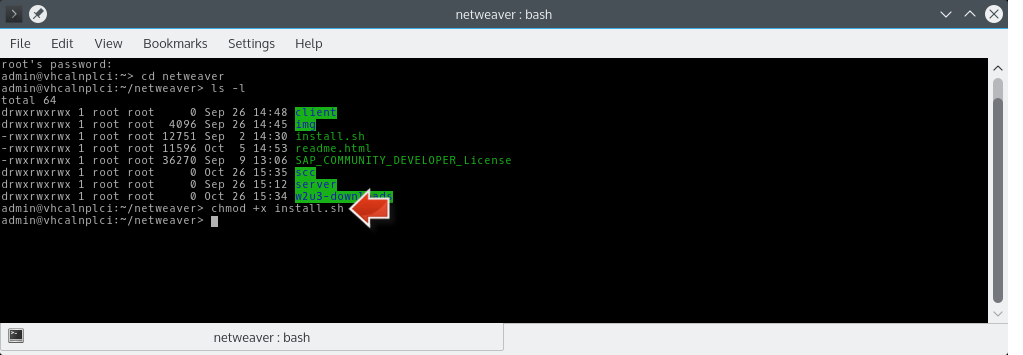 netweaver : bash
File Edit View Bookmarks Settings Help
root's password:
admin@vhcalnplci:~> cd netweaver
admin@vhcalnplci:~/netweaver> ls -l
total 64
drwxrwxrwx 1 root root     0 Sep 26 14:48 client
drwxrwxrwx 1 root root  4096 Sep 26 14:45 img
-rwxrwxrwx 1 root root 12751 Sep  2 14:30 install.sh
-rwxrwxrwx 1 root root 11596 Oct  5 14:53 readme.html
-rwxrwxrwx 1 root root 36270 Sep  9 13:06 SAP_COMMUNITY_DEVELOPER_License
drwxrwxrwx 1 root root     0 Oct 26 15:35 scc
drwxrwxrwx 1 root root     0 Sep 26 15:12 server
drwxrwxrwx 1 root root     0 Oct 26 15:34 w2u3-downloads
admin@vhcalnplci:~/netweaver> chmod +x install.sh
admin@vhcalnplci:~/netweaver>
netweaver : bash